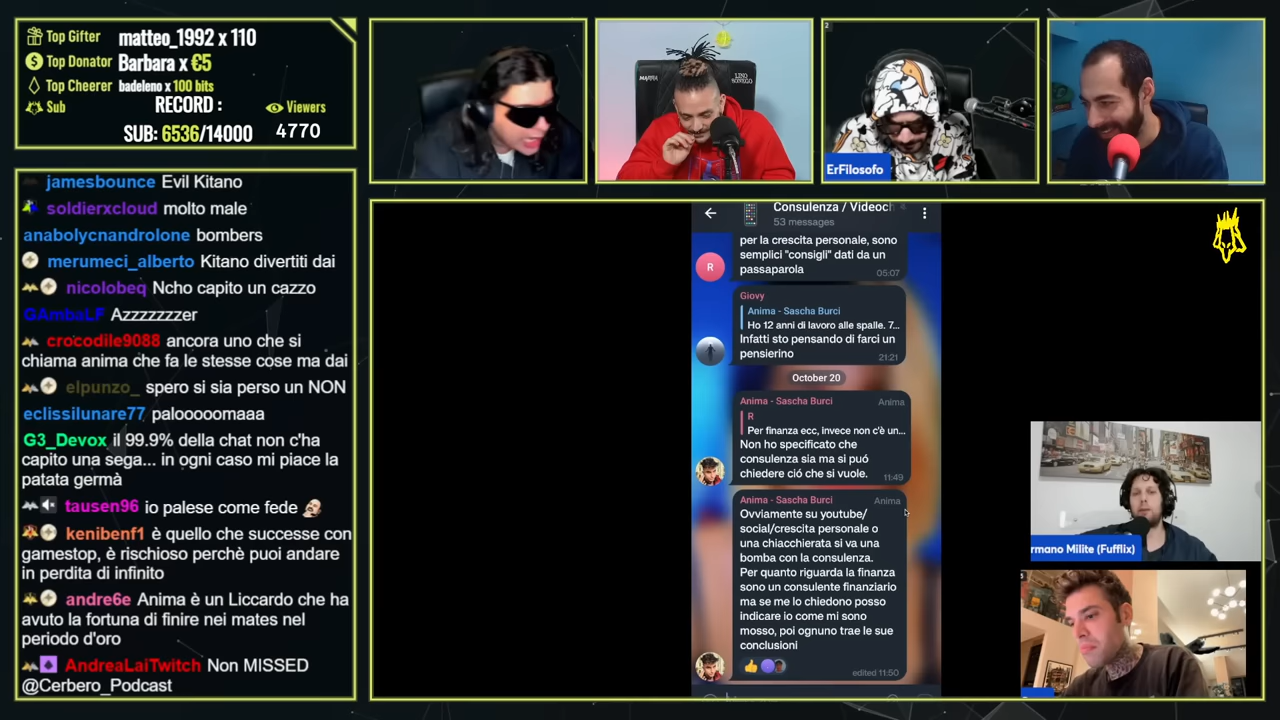 Top Gifter matteo_1992 x 110
Top Donator Barbara x €5
Top Cheerer badeleno x 100 bits
Sub RECORD : Viewers
SUB: 6536/14000 4770
jamesbounce Evil Kitano
soldierxcloud molto male
anabolycnandrolone bombers
merumeci_alberto Kitano divertiti dai
nicolobeq Ncho capito un cazzo
GAmbaLF Azzzzzzzer
crocodile9088 ancora uno che si
chiama anima che fa le stesse cose ma dai
elpunzo_ spero si sia perso un NON
eclissilunare77 palooooomaaa
G3_Devox il 99.9% della chat non c'ha
capito una sega... in ogni caso mi piace la
patata germà
tausen96 io palese come fede
kenibenf1 è quello che successe con
gamestop, è rischioso perchè puoi andare
in perdita di infinito
andre6e Anima è un Liccardo che ha
avuto la fortuna di finire nei mates nel
periodo d'oro
AndreaLaiTwitch Non MISSED
@Cerbero_Podcast
ErFilosofo
Consulenza / Videoch
53 messages
per la crescita personale, sono
semplici "consigli" dati da un
passaparola
05:07
R
Giovy
Anima - Sascha Burci
Ho 12 anni di lavoro alle spalle. 7...
Infatti sto pensando di farci un
pensierino
21:21
October 20
Anima - Sascha Burci Anima
R
Per finanza ecc, invece non c'è un...
Non ho specificato che
consulenza sia ma si puó
chiedere ció che si vuole.
11:49
Anima - Sascha Burci Anima
Ovviamente su youtube/
social/crescita personale o
una chiacchierata si va una
bomba con la consulenza.
Per quanto riguarda la finanza
sono un consulente finanziario
ma se me lo chiedono posso
indicare io come mi sono
mosso, poi ognuno trae le sue
conclusioni
edited 11:50
rmano Milite (Fufflix)